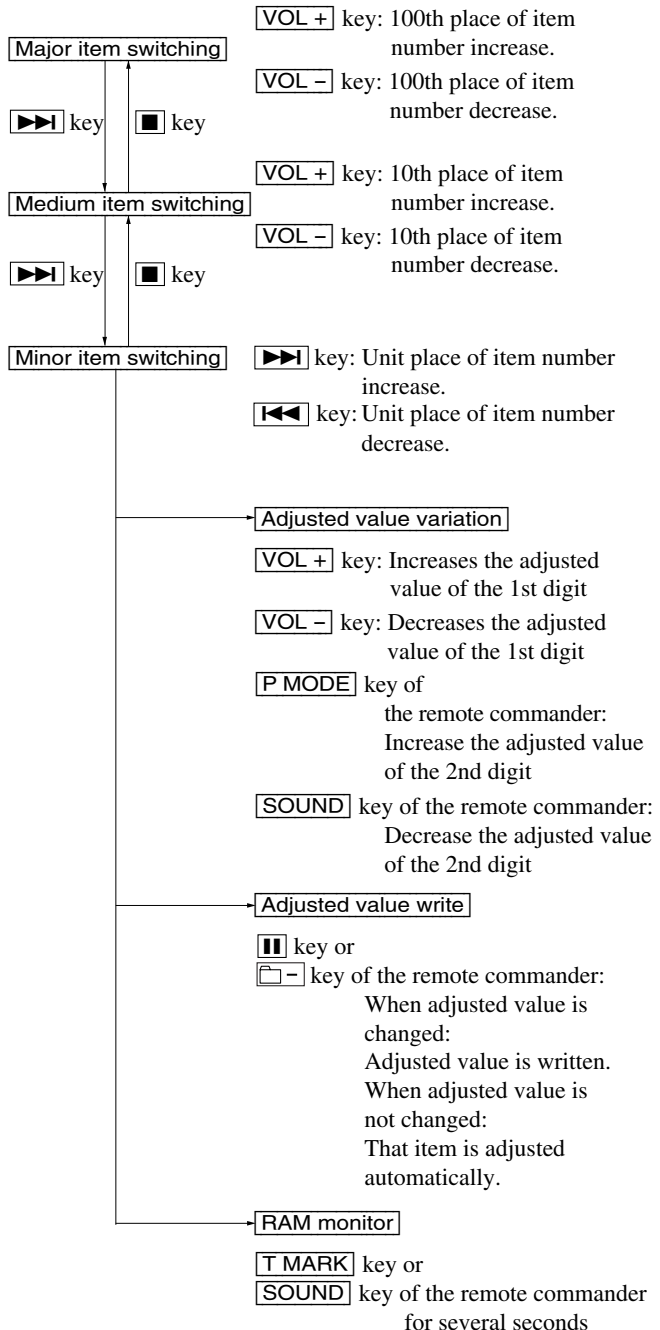 VOL + key: 100th place of item
number increase.
Major item switching
VOL – key: 100th place of item
number decrease.
▶▶I key ■ key
VOL + key: 10th place of item
number increase.
Medium item switching
VOL – key: 10th place of item
number decrease.
▶▶I key ■ key
Minor item switching
▶▶I key: Unit place of item number
increase.
I◀◀ key: Unit place of item number
decrease.
Adjusted value variation
VOL + key: Increases the adjusted
value of the 1st digit
VOL – key: Decreases the adjusted
value of the 1st digit
P MODE key of
the remote commander:
Increase the adjusted value
of the 2nd digit
SOUND key of the remote commander:
Decrease the adjusted value
of the 2nd digit
Adjusted value write
II key or
– key of the remote commander:
When adjusted value is
changed:
Adjusted value is written.
When adjusted value is
not changed:
That item is adjusted
automatically.
RAM monitor
T MARK key or
SOUND key of the remote commander
for several seconds